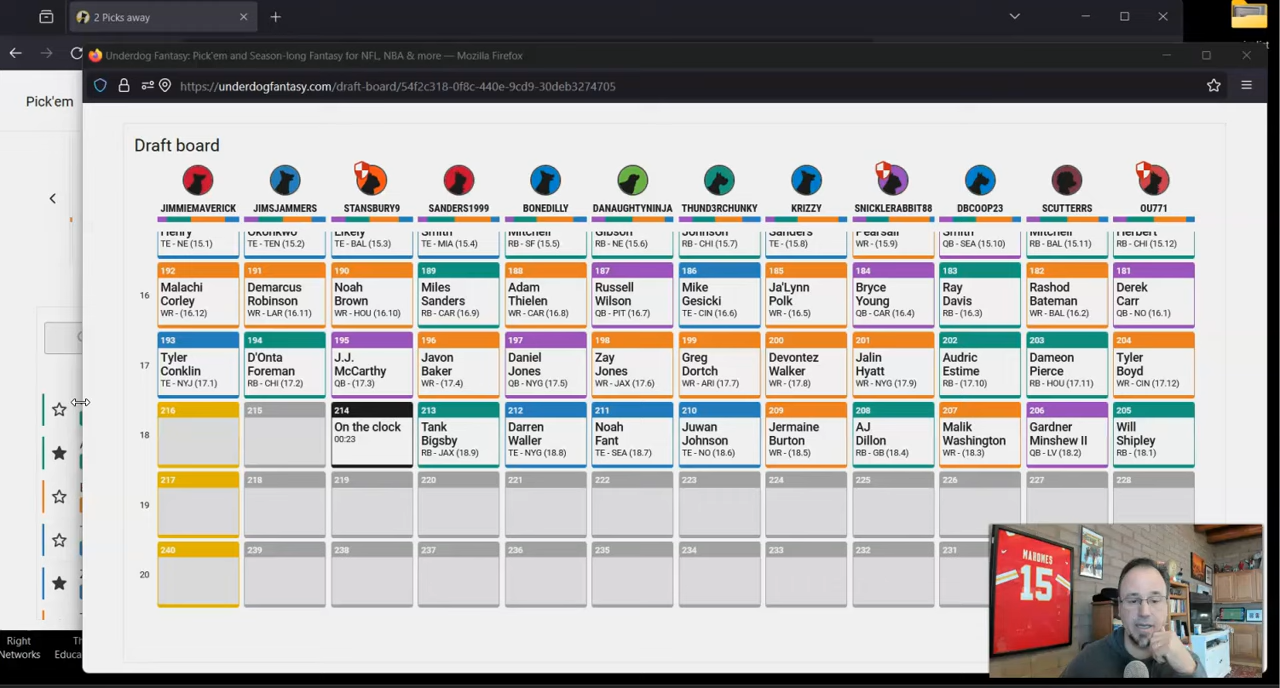 2 Picks away
Underdog Fantasy: Pick'em and Season-long Fantasy for NFL, NBA & more — Mozilla Firefox
https://underdogfantasy.com/draft-board/54f2c318-0f8c-440e-9cd9-30deb3274705
Pick'em
Draft board
JIMMIEMAVERICK JIMSJAMMERS STANSBURY9 SANDERS1999 BONEDILLY DANAUGHTYNINJA THUND3RCHUNKY KRIZZY SNICKLERABBIT88 DBCOOP23 SCUTTERRS OU771
Henry Okonkwo Likely Smith Mitchell Gibson Johnson Sanders Pearsall Smith Mitchell Herbert
TE - NE (15.1) TE - TEN (15.2) TE - BAL (15.3) TE - MIA (15.4) RB - SF (15.5) RB - NE (15.6) RB - CHI (15.7) TE - (15.8) WR - (15.9) QB - SEA (15.10) RB - BAL (15.11) RB - CHI (15.12)
192 191 190 189 188 187 186 185 184 183 182 181
16
Malachi Demarcus Noah Miles Adam Russell Mike Ja'Lynn Bryce Ray Rashod Derek
Corley Robinson Brown Sanders Thielen Wilson Gesicki Polk Young Davis Bateman Carr
WR - (16.12) WR - LAR (16.11) WR - HOU (16.10) RB - CAR (16.9) WR - CAR (16.8) QB - PIT (16.7) TE - CIN (16.6) WR - (16.5) QB - CAR (16.4) RB - (16.3) WR - BAL (16.2) QB - NO (16.1)
193 194 195 196 197 198 199 200 201 202 203 204
17
Tyler D'Onta J.J. Javon Daniel Zay Greg Devontez Jalin Audric Dameon Tyler
Conklin Foreman McCarthy Baker Jones Jones Dortch Walker Hyatt Estime Pierce Boyd
TE - NYJ (17.1) RB - CHI (17.2) QB - (17.3) WR - (17.4) QB - NYG (17.5) WR - JAX (17.6) WR - ARI (17.7) WR - (17.8) WR - NYG (17.9) RB - (17.10) RB - HOU (17.11) WR - CIN (17.12)
216 215 214 213 212 211 210 209 208 207 206 205
18
On the clock Tank Darren Noah Juwan Jermaine AJ Malik Gardner Will
00:23 Bigsby Waller Fant Johnson Burton Dillon Washington Minshew II Shipley
RB - JAX (18.9) TE - NYG (18.8) TE - SEA (18.7) TE - NO (18.6) WR - (18.5) RB - GB (18.4) WR - (18.3) QB - LV (18.2) RB - (18.1)
217 218 219 220 221 222 223 224 225 226 227 228
19
240 239 238 237 236 235 234 233 232 231
20
MAHOMES
15
Right
Networks